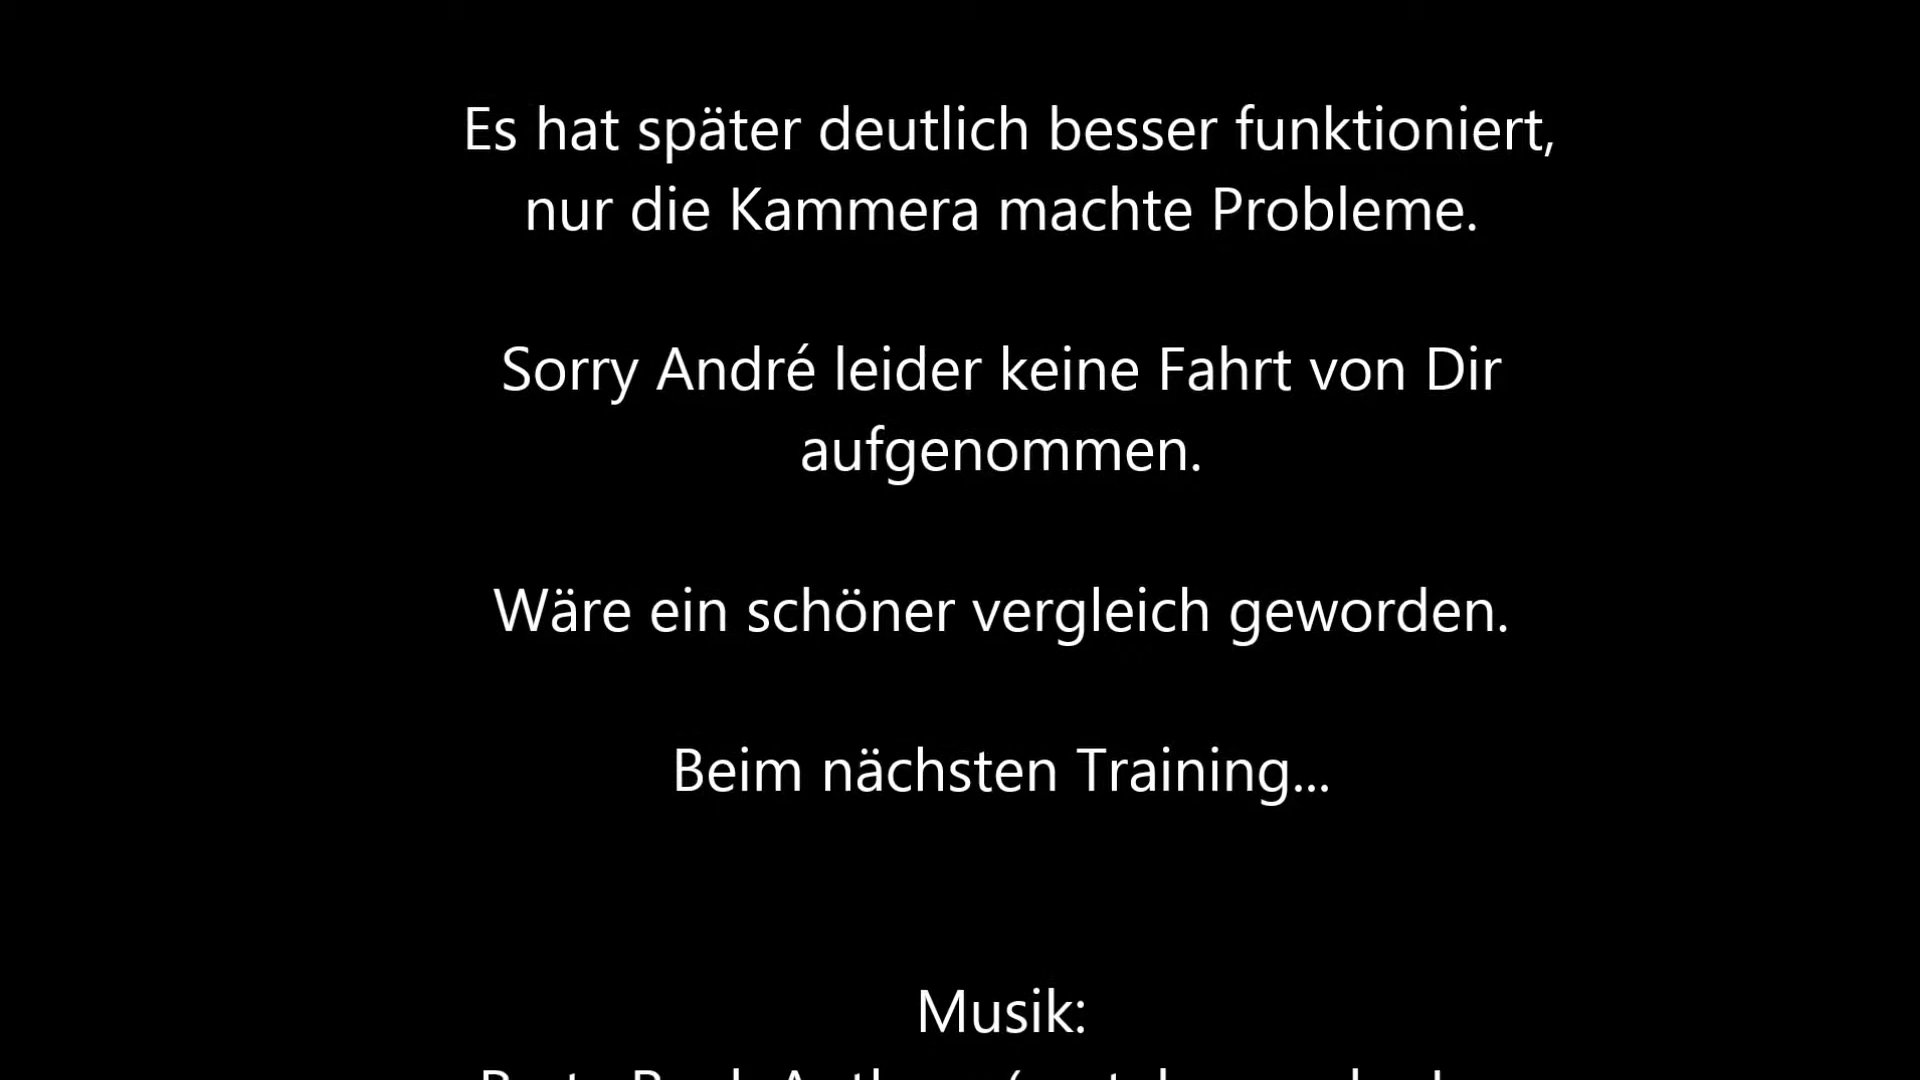 Es hat später deutlich besser funktioniert,
nur die Kammera machte Probleme.
Sorry André leider keine Fahrt von Dir
aufgenommen.
Wäre ein schöner vergleich geworden.
Beim nächsten Training...
Musik: